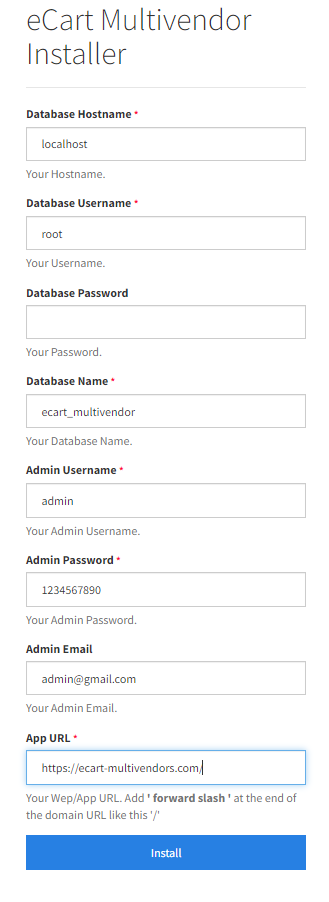 eCart Multivendor
Installer
Database Hostname *
localhost
Your Hostname.
Database Username *
root
Your Username.
Database Password
Your Password.
Database Name *
ecart_multivendor
Your Database Name.
Admin Username *
admin
Your Admin Username.
Admin Password *
1234567890
Your Admin Password.
Admin Email
admin@gmail.com
Your Admin Email.
App URL *
https://ecart-multivendors.com/
Your Wep/App URL. Add ' forward slash ' at the end of
the domain URL like this '/'
Install